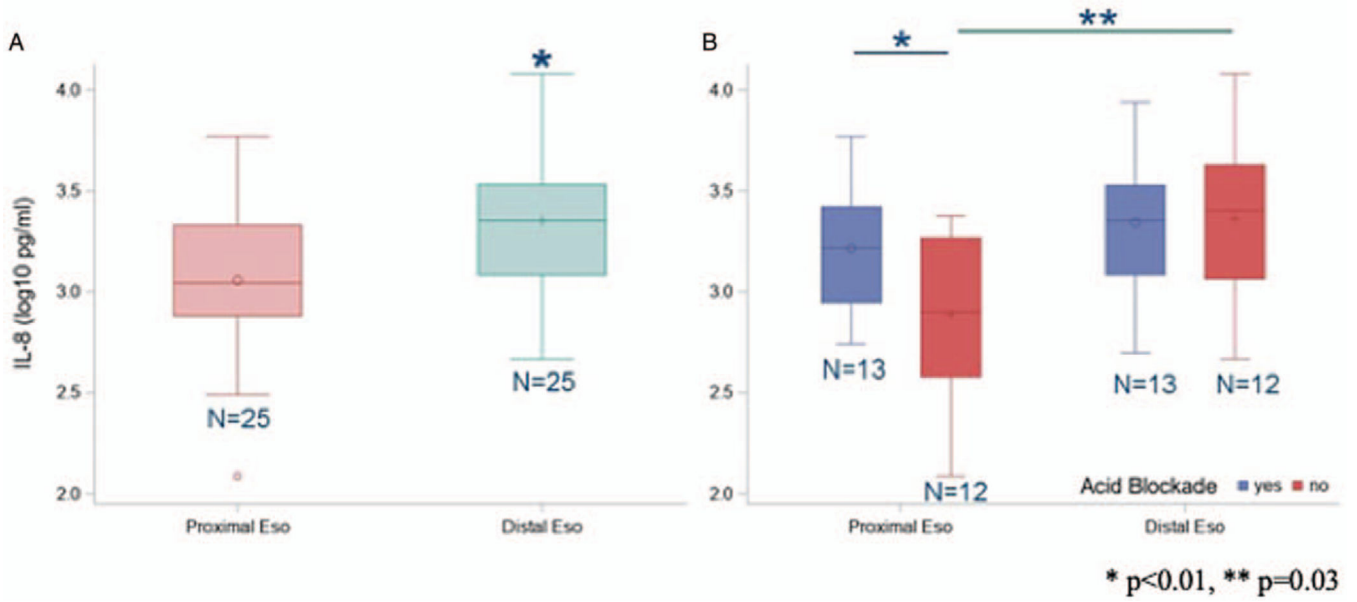 A
*
4.0
3.5
3.0
2.5
2.0
IL-8 (log10 pg/ml)
N=25
N=25
Proximal Eso
Distal Eso
B
*
**
4.0
3.5
3.0
2.5
2.0
N=13
N=12
N=13
N=12
Acid Blockade yes no
Proximal Eso
Distal Eso
* p<0.01, ** p=0.03